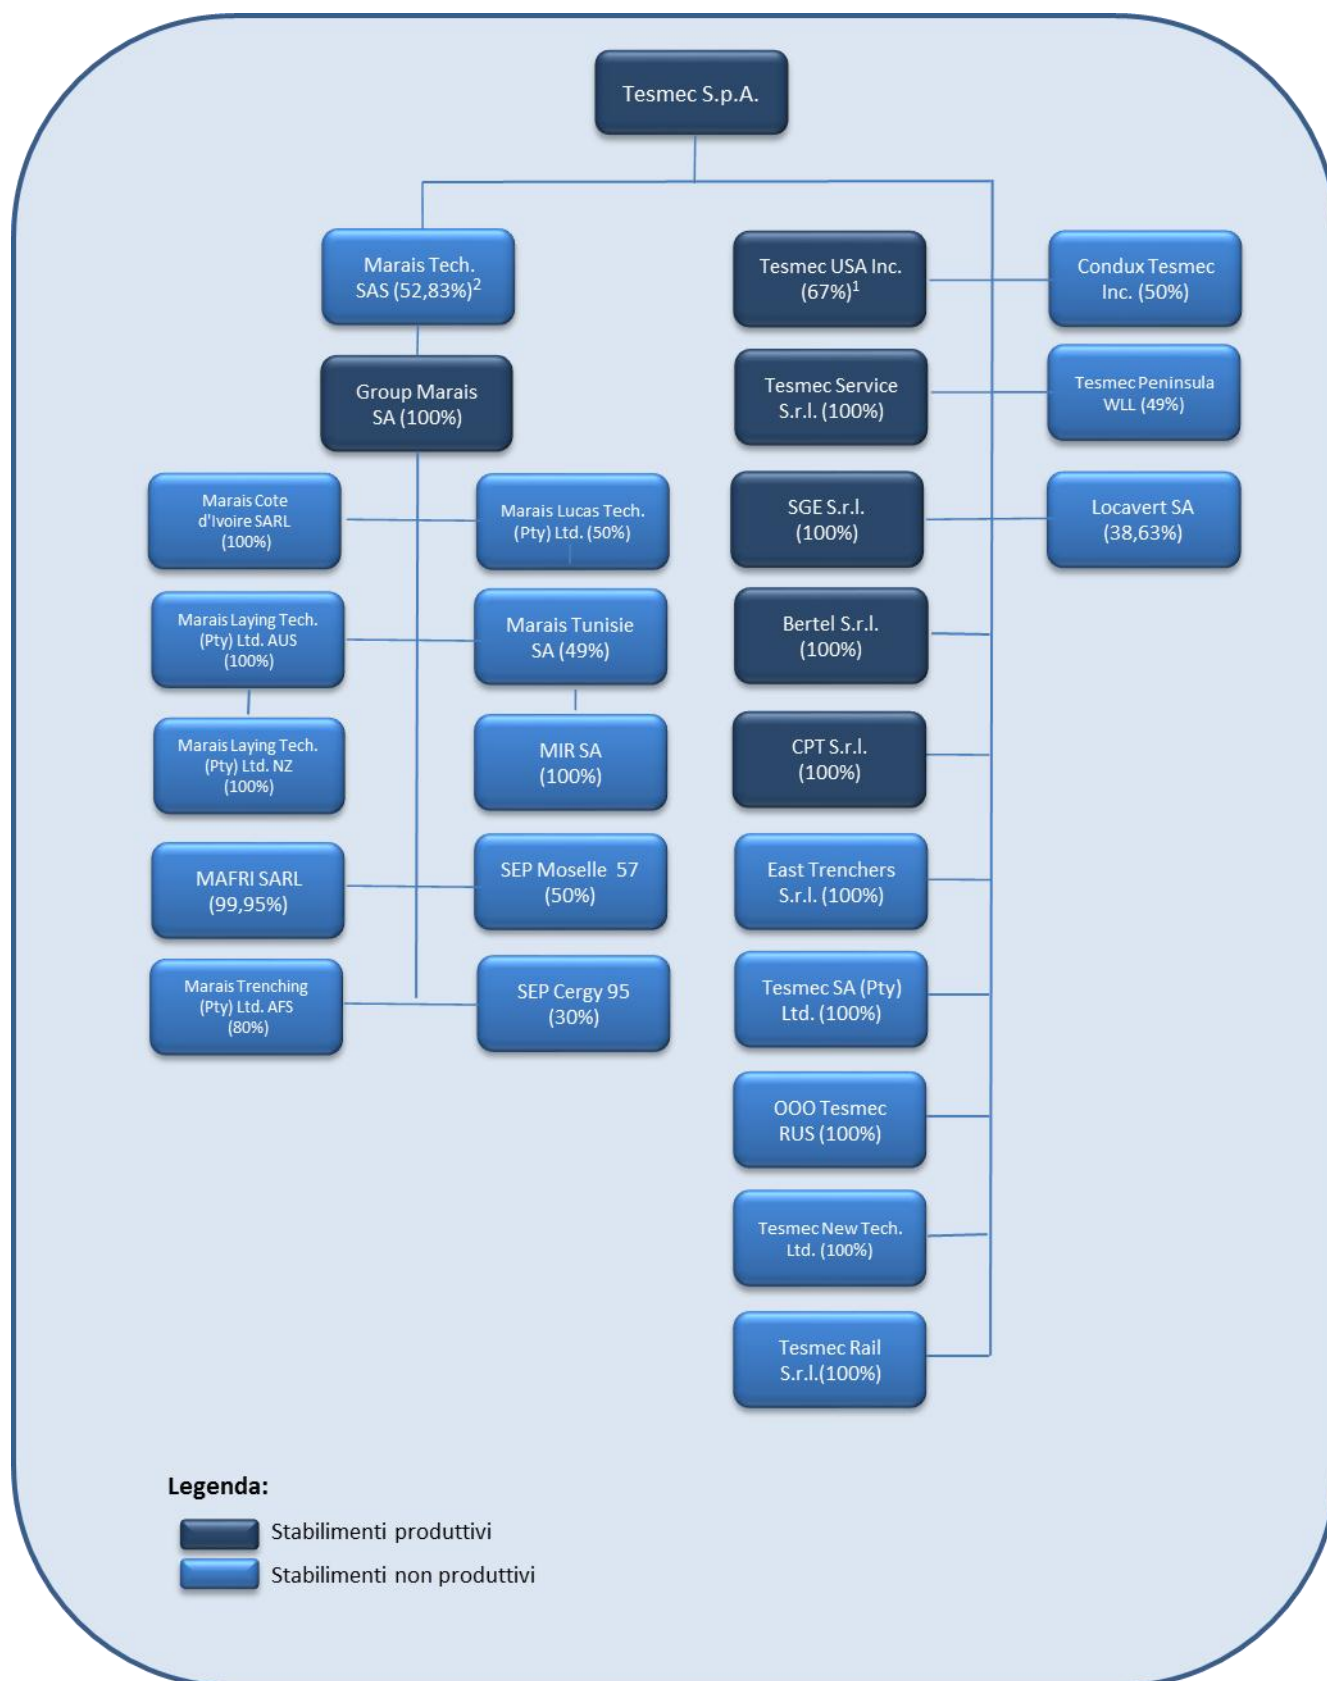 Tesmec S.p.A.
Marais Tech.
SAS (52,83%)2
Group Marais
SA (100%)
Marais Cote
d'Ivoire SARL
(100%)
Marais Lucas Tech.
(Pty) Ltd. (50%)
Marais Laying Tech.
(Pty) Ltd. AUS
(100%)
Marais Tunisie
SA (49%)
Marais Laying Tech.
(Pty) Ltd. NZ
(100%)
MIR SA
(100%)
MAFRI SARL
(99,95%)
SEP Moselle 57
(50%)
Marais Trenching
(Pty) Ltd. AFS
(80%)
SEP Cergy 95
(30%)
Tesmec USA Inc.
(67%)1
Condux Tesmec
Inc. (50%)
Tesmec Service
S.r.l. (100%)
Tesmec Peninsula
WLL (49%)
SGE S.r.l.
(100%)
Locavert SA
(38,63%)
Bertel S.r.l.
(100%)
CPT S.r.l.
(100%)
East Trenchers
S.r.l. (100%)
Tesmec SA (Pty)
Ltd. (100%)
OOO Tesmec
RUS (100%)
Tesmec New Tech.
Ltd. (100%)
Tesmec Rail
S.r.l.(100%)
Legenda:
Stabilimenti produttivi
Stabilimenti non produttivi